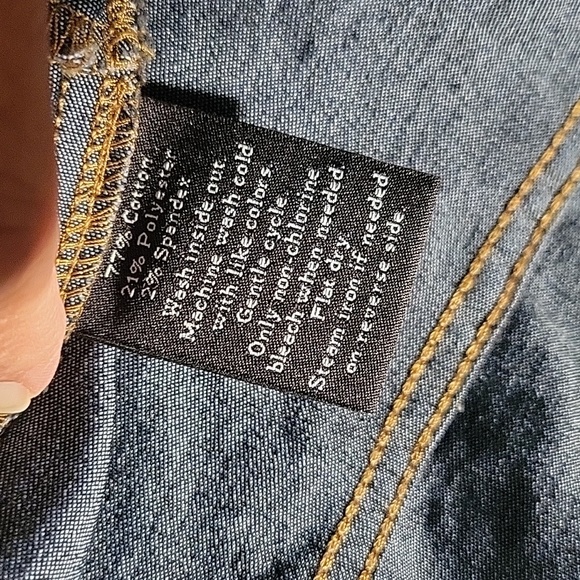 77% Cotton
21% Polyester
2% Spendex
Wash inside out
Machine wash cold
with like colors.
Gentle cycle.
Only non-chlorine
bleach when needed
Flat dry
Steam iron if needed
on reverse side